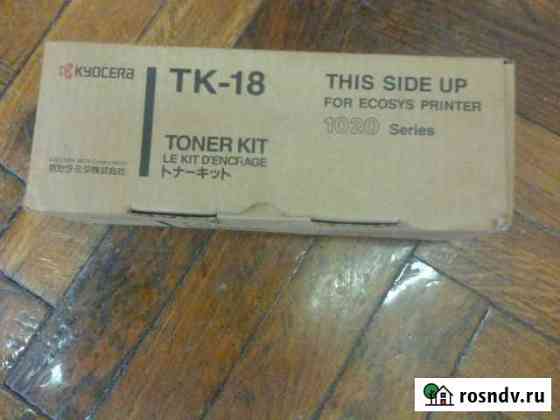 KYOCERA
TK-18
TONER KIT
LE KIT D'ENCRAGE
トナーキット
THIS SIDE UP
FOR ECOSYS PRINTER
1020 Series
rosndv.ru